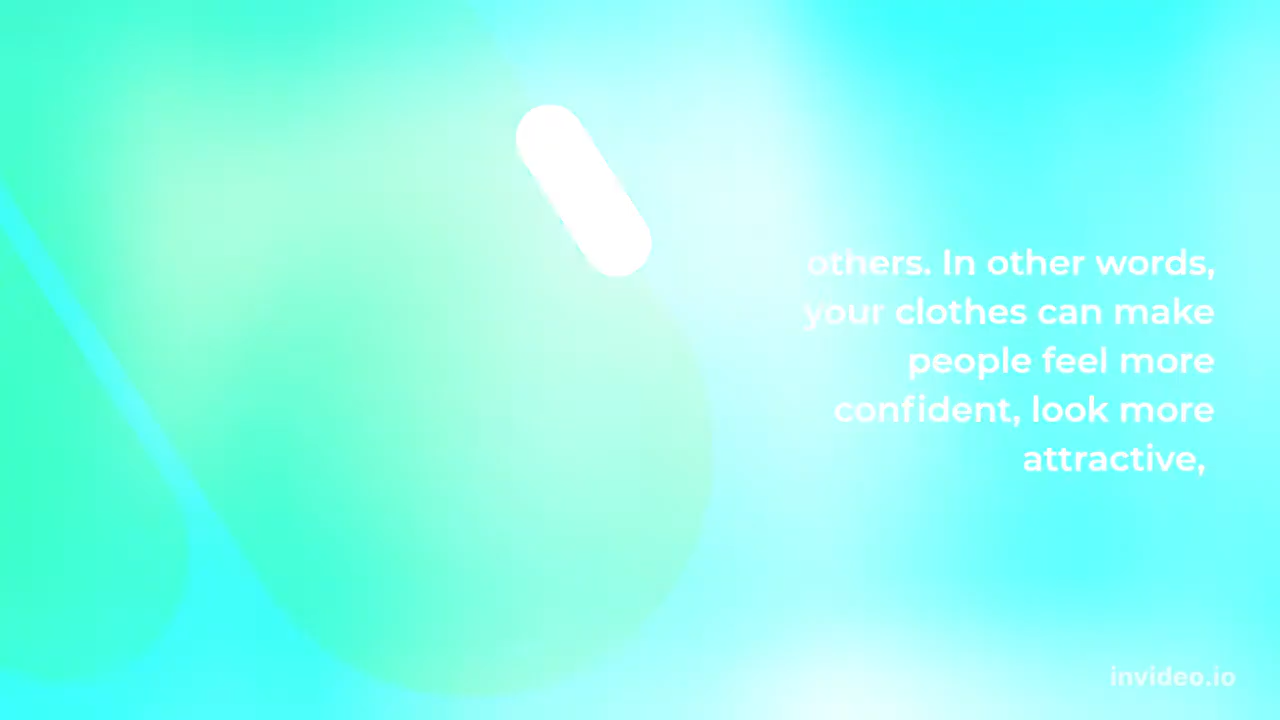 others. In other words,
your clothes can make
people feel more
confident, look more
attractive,
invideo.io